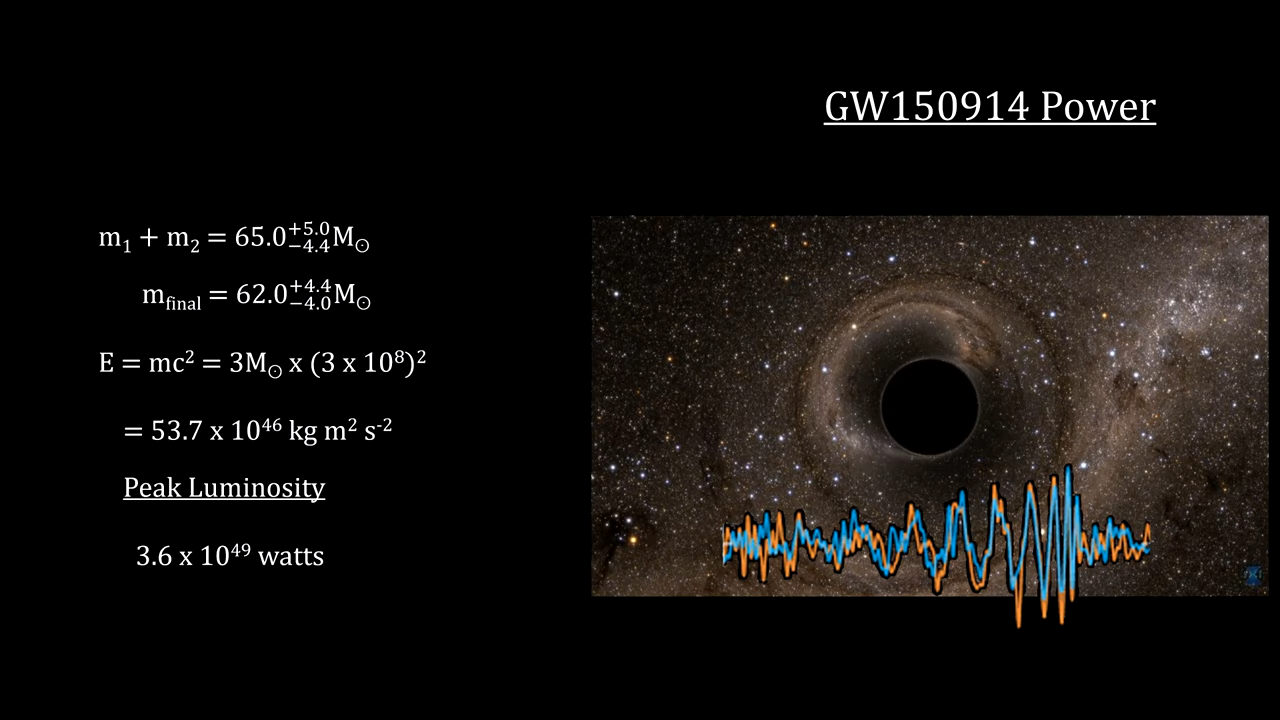 GW150914 Power
m₁ + m₂ = 65.0₋₄.₄⁺⁵·⁰M☉
m_final = 62.0₋₄.₀⁺⁴·⁴M☉
E = mc² = 3M☉ x (3 x 10⁸)²
= 53.7 x 10⁴⁶ kg m² s⁻²
Peak Luminosity
3.6 x 10⁴⁹ watts